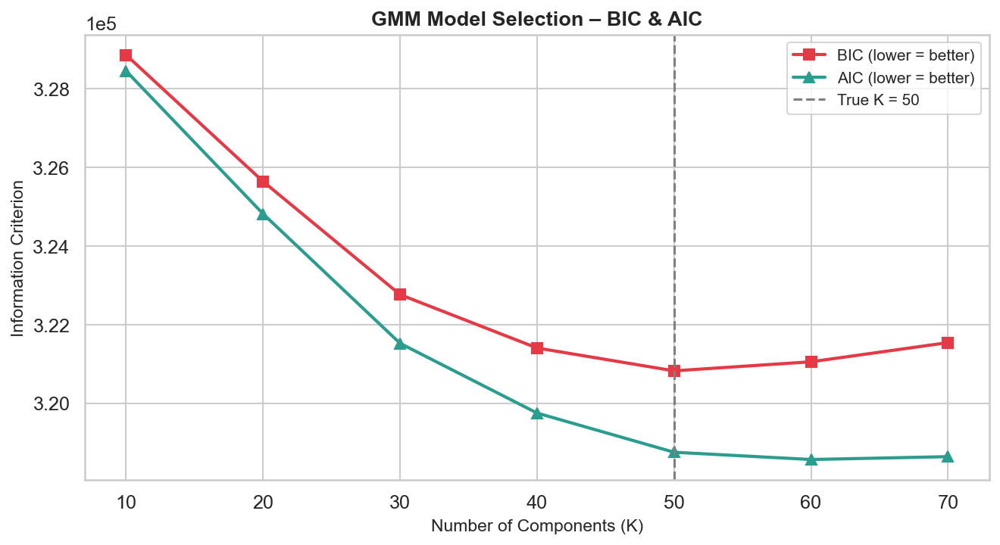 GMM Model Selection – BIC & AIC
1e5
BIC (lower = better)
AIC (lower = better)
True K = 50
3.28
3.26
3.24
3.22
3.20
Information Criterion
10 20 30 40 50 60 70
Number of Components (K)